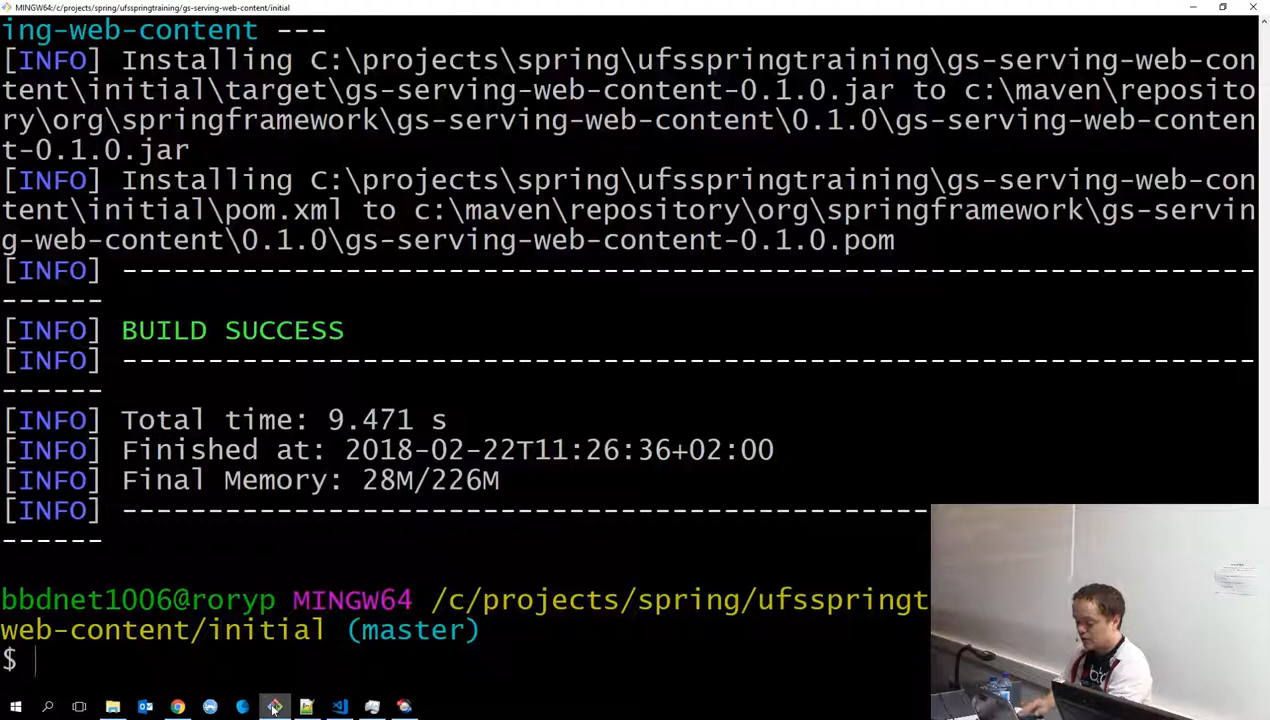 MINGW64:/c/projects/spring/ufsspringtraining/gs-serving-web-content/initial
ing-web-content ---
[INFO] Installing C:\projects\spring\ufsspringtraining\gs-serving-web-con
tent\initial\target\gs-serving-web-content-0.1.0.jar to c:\maven\reposito
ry\org\springframework\gs-serving-web-content\0.1.0\gs-serving-web-conten
t-0.1.0.jar
[INFO] Installing C:\projects\spring\ufsspringtraining\gs-serving-web-con
tent\initial\pom.xml to c:\maven\repository\org\springframework\gs-servin
g-web-content\0.1.0\gs-serving-web-content-0.1.0.pom
[INFO] ------------------------------------------------------------------
------
[INFO] BUILD SUCCESS
[INFO] ------------------------------------------------------------------
------
[INFO] Total time: 9.471 s
[INFO] Finished at: 2018-02-22T11:26:36+02:00
[INFO] Final Memory: 28M/226M
[INFO] -----------------------------------------------
------
bbdnet1006@roryp MINGW64 /c/projects/spring/ufsspringt
web-content/initial (master)
$